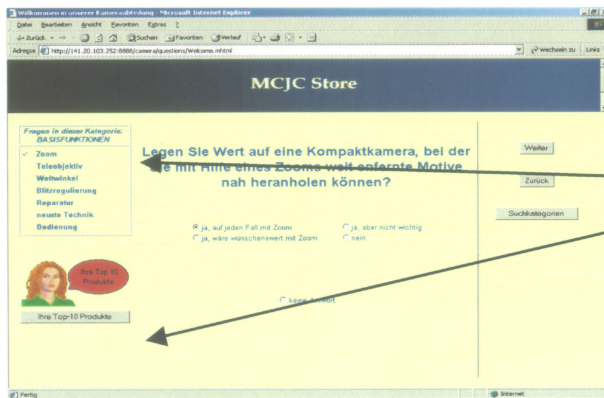 Willkommen in unserer Kameraabteilung - Microsoft Internet Explorer
Datei Bearbeiten Ansicht Favoriten Extras ?
Zurück Suchen Favoriten Verlauf
Adresse http://141.20.103.252:8888/camera/questions/Welcome.mhtml Wechseln zu Links
MCJC Store
Fragen in dieser Kategorie:
BASISFUNKTIONEN
Zoom
Teleobjektiv
Weitwinkel
Blitzregulierung
Reparatur
neuste Technik
Bedienung
Legen Sie Wert auf eine Kompaktkamera, bei der
Sie mit Hilfe eines Zooms weit enfernte Motive
nah heranholen können?
ja, auf jeden Fall mit Zoom
ja, aber nicht wichtig
ja, wäre wünschenswert mit Zoom
nein
keine Antwort
Weiter
Zurück
Suchkategorien
Ihre Top 10
Produkte
Ihre Top-10 Produkte
Fertig
Internet